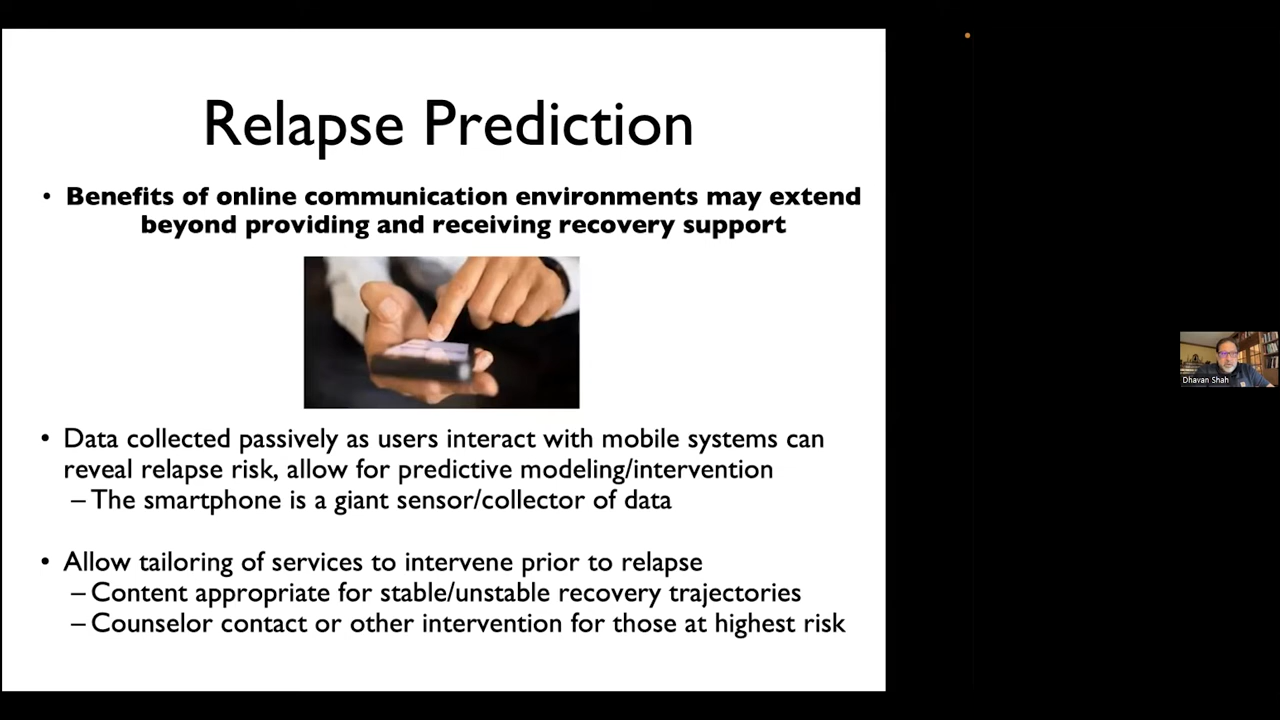 Relapse Prediction
• Benefits of online communication environments may extend
beyond providing and receiving recovery support
• Data collected passively as users interact with mobile systems can
reveal relapse risk, allow for predictive modeling/intervention
– The smartphone is a giant sensor/collector of data
• Allow tailoring of services to intervene prior to relapse
– Content appropriate for stable/unstable recovery trajectories
– Counselor contact or other intervention for those at highest risk
Dhavan Shah